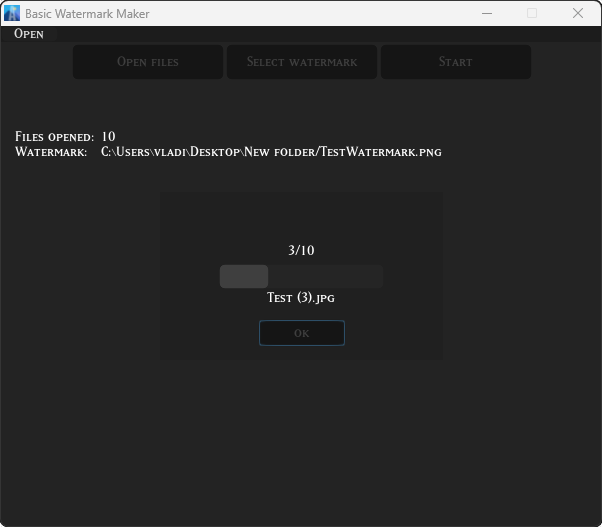 Basic Watermark Maker
Open
Open files Select watermark Start
Files opened: 10
Watermark: C:\Users\vladi\Desktop\New folder/TestWatermark.png
3/10
Test (3).jpg
OK